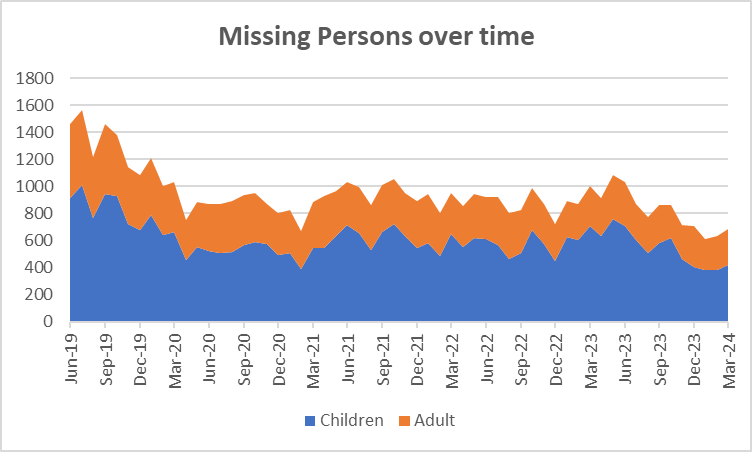 Missing Persons over time
1800
1600
1400
1200
1000
800
600
400
200
0
Jun-19
Sep-19
Dec-19
Mar-20
Jun-20
Sep-20
Dec-20
Mar-21
Jun-21
Sep-21
Dec-21
Mar-22
Jun-22
Sep-22
Dec-22
Mar-23
Jun-23
Sep-23
Dec-23
Mar-24
Children Adult